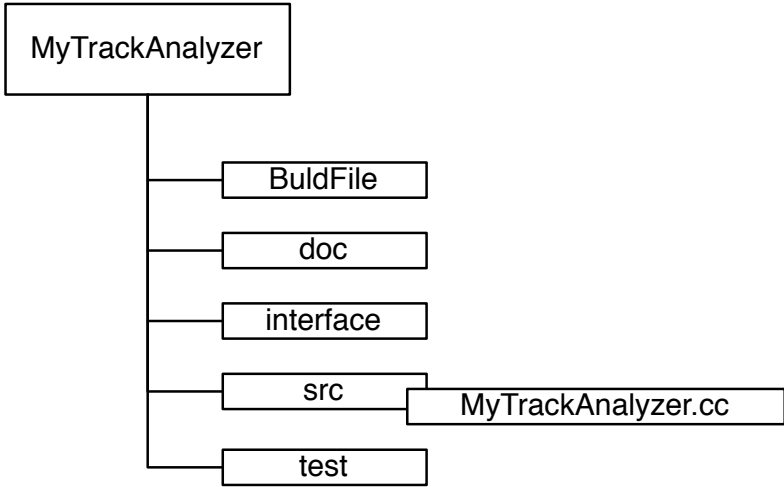 MyTrackAnalyzer
BuldFile
doc
interface
src
MyTrackAnalyzer.cc
test